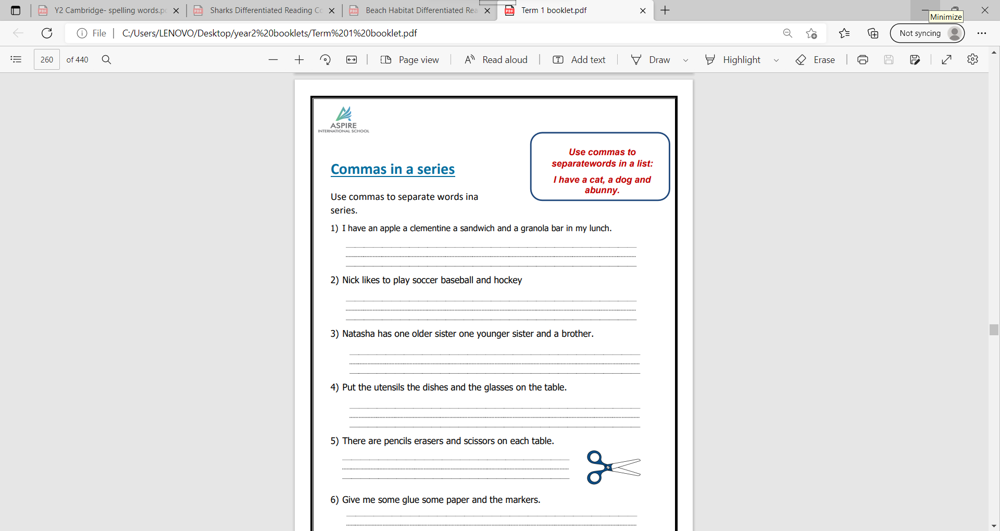 Y2 Cambridge- spelling words.p
Sharks Differentiated Reading Co
Beach Habitat Differentiated Rea
Term 1 booklet.pdf
Minimize
File
C:/Users/LENOVO/Desktop/year2%20booklets/Term%201%20booklet.pdf
Not syncing
260 of 440
Page view
Read aloud
Add text
Draw
Highlight
Erase
ASPIRE
INTERNATIONAL SCHOOL
Use commas to
separatewords in a list:
I have a cat, a dog and
abunny.
Commas in a series
Use commas to separate words ina
series.
1) I have an apple a clementine a sandwich and a granola bar in my lunch.
2) Nick likes to play soccer baseball and hockey
3) Natasha has one older sister one younger sister and a brother.
4) Put the utensils the dishes and the glasses on the table.
5) There are pencils erasers and scissors on each table.
6) Give me some glue some paper and the markers.